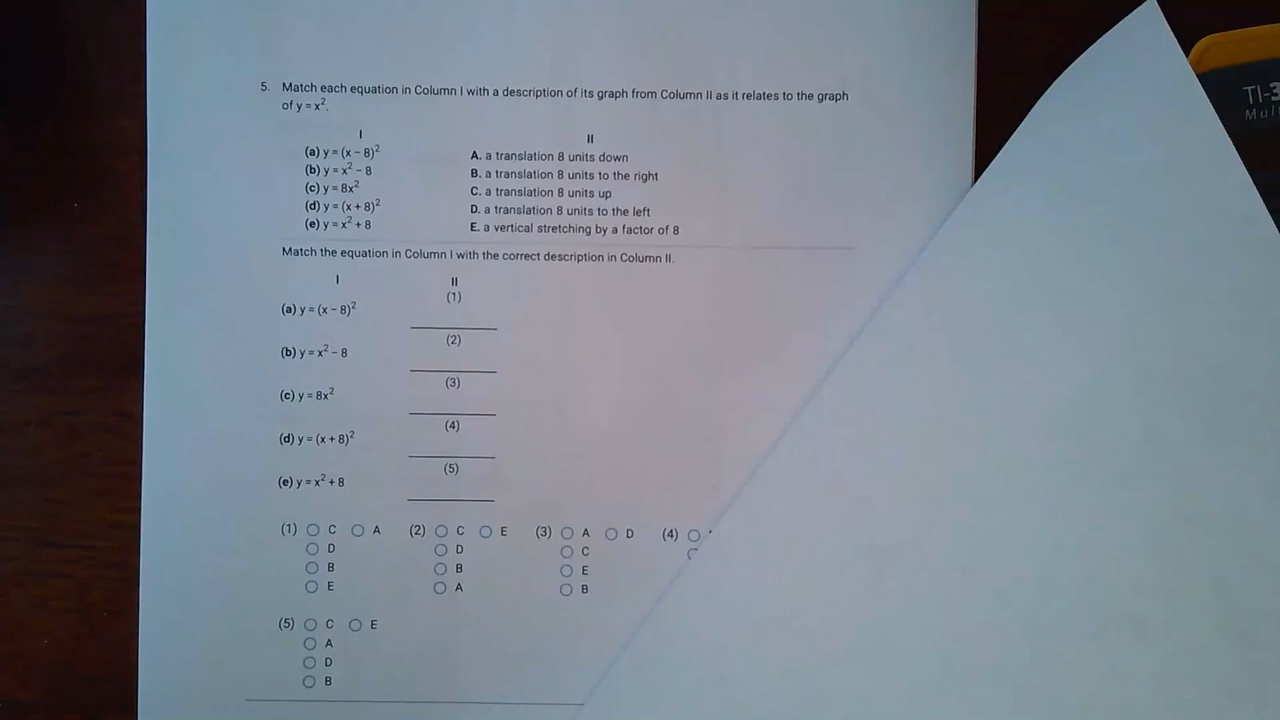 5. Match each equation in Column I with a description of its graph from Column II as it relates to the graph
of y = x².
I II
(a) y = (x − 8)² A. a translation 8 units down
(b) y = x² − 8 B. a translation 8 units to the right
(c) y = 8x² C. a translation 8 units up
(d) y = (x + 8)² D. a translation 8 units to the left
(e) y = x² + 8 E. a vertical stretching by a factor of 8
Match the equation in Column I with the correct description in Column II.
I II
(1)
(a) y = (x − 8)²
(2)
(b) y = x² − 8
(3)
(c) y = 8x²
(4)
(d) y = (x + 8)²
(5)
(e) y = x² + 8
(1) C A (2) C E (3) A D (4)
D D C
B B E
E A B
(5) C E
A
D
B